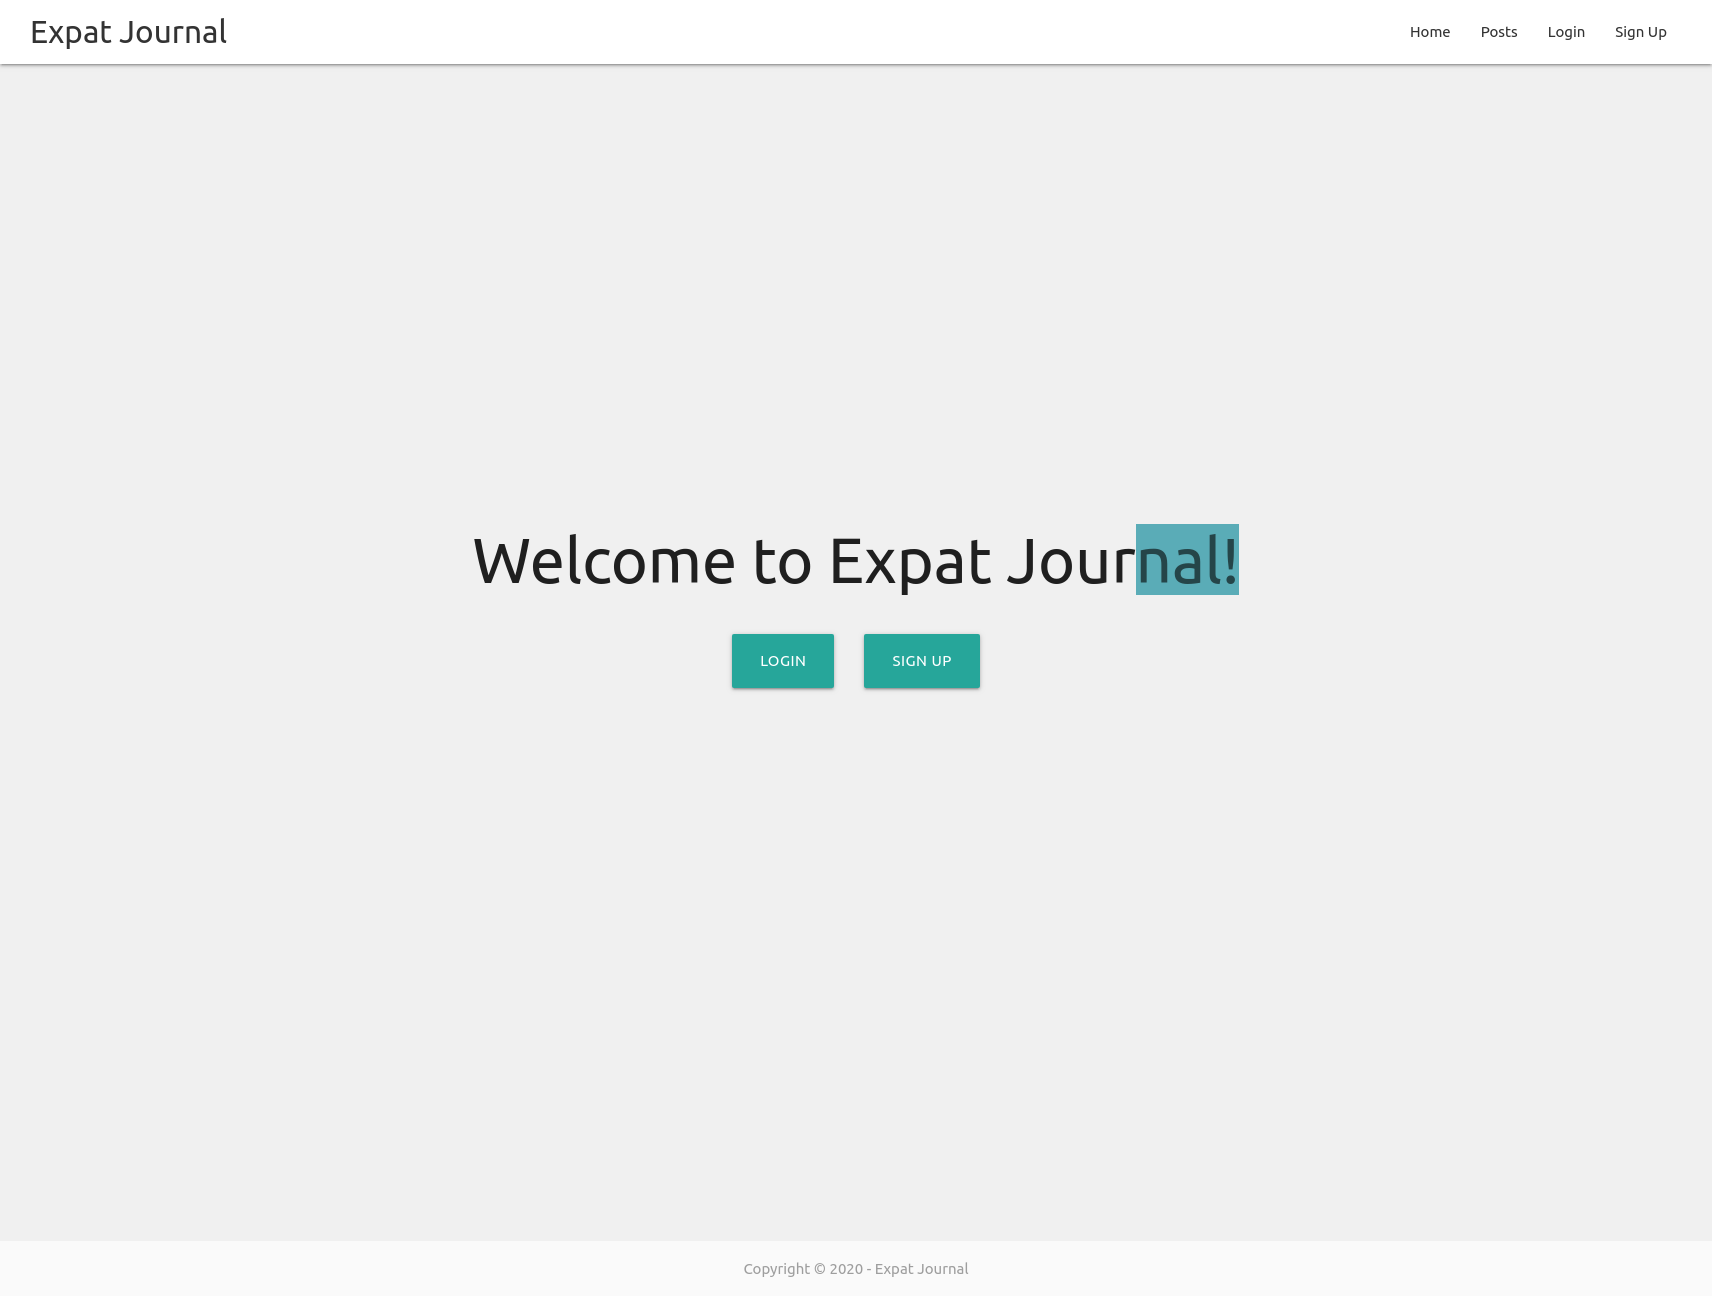 Expat Journal
Home Posts Login Sign Up
Welcome to Expat Journal!
LOGIN SIGN UP
Copyright © 2020 - Expat Journal